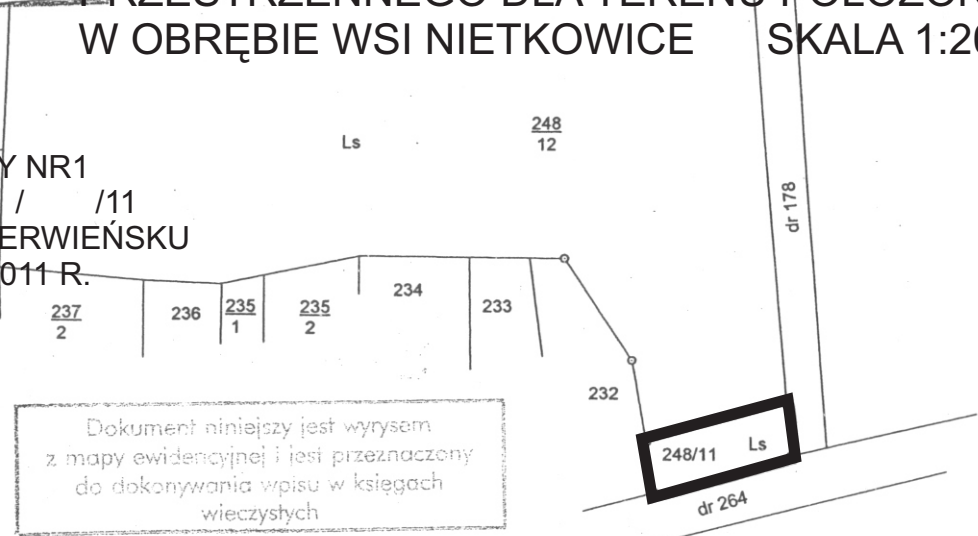 PRZESTRZENNEGO DLA TERENU
W OBRĘBIE WSI NIETKOWICE SKALA 1:20
Ls
248
12
Y NR1
/ /11
ERWIEŃSKU
011 R.
dr 178
237
2
236
235
1
235
2
234
233
232
Dokument niniejszy jest wyrysem
z mapy ewidencyjnej i jest przeznaczony
do dokonywania wpisu w księgach
wieczystych
248/11 Ls
dr 264